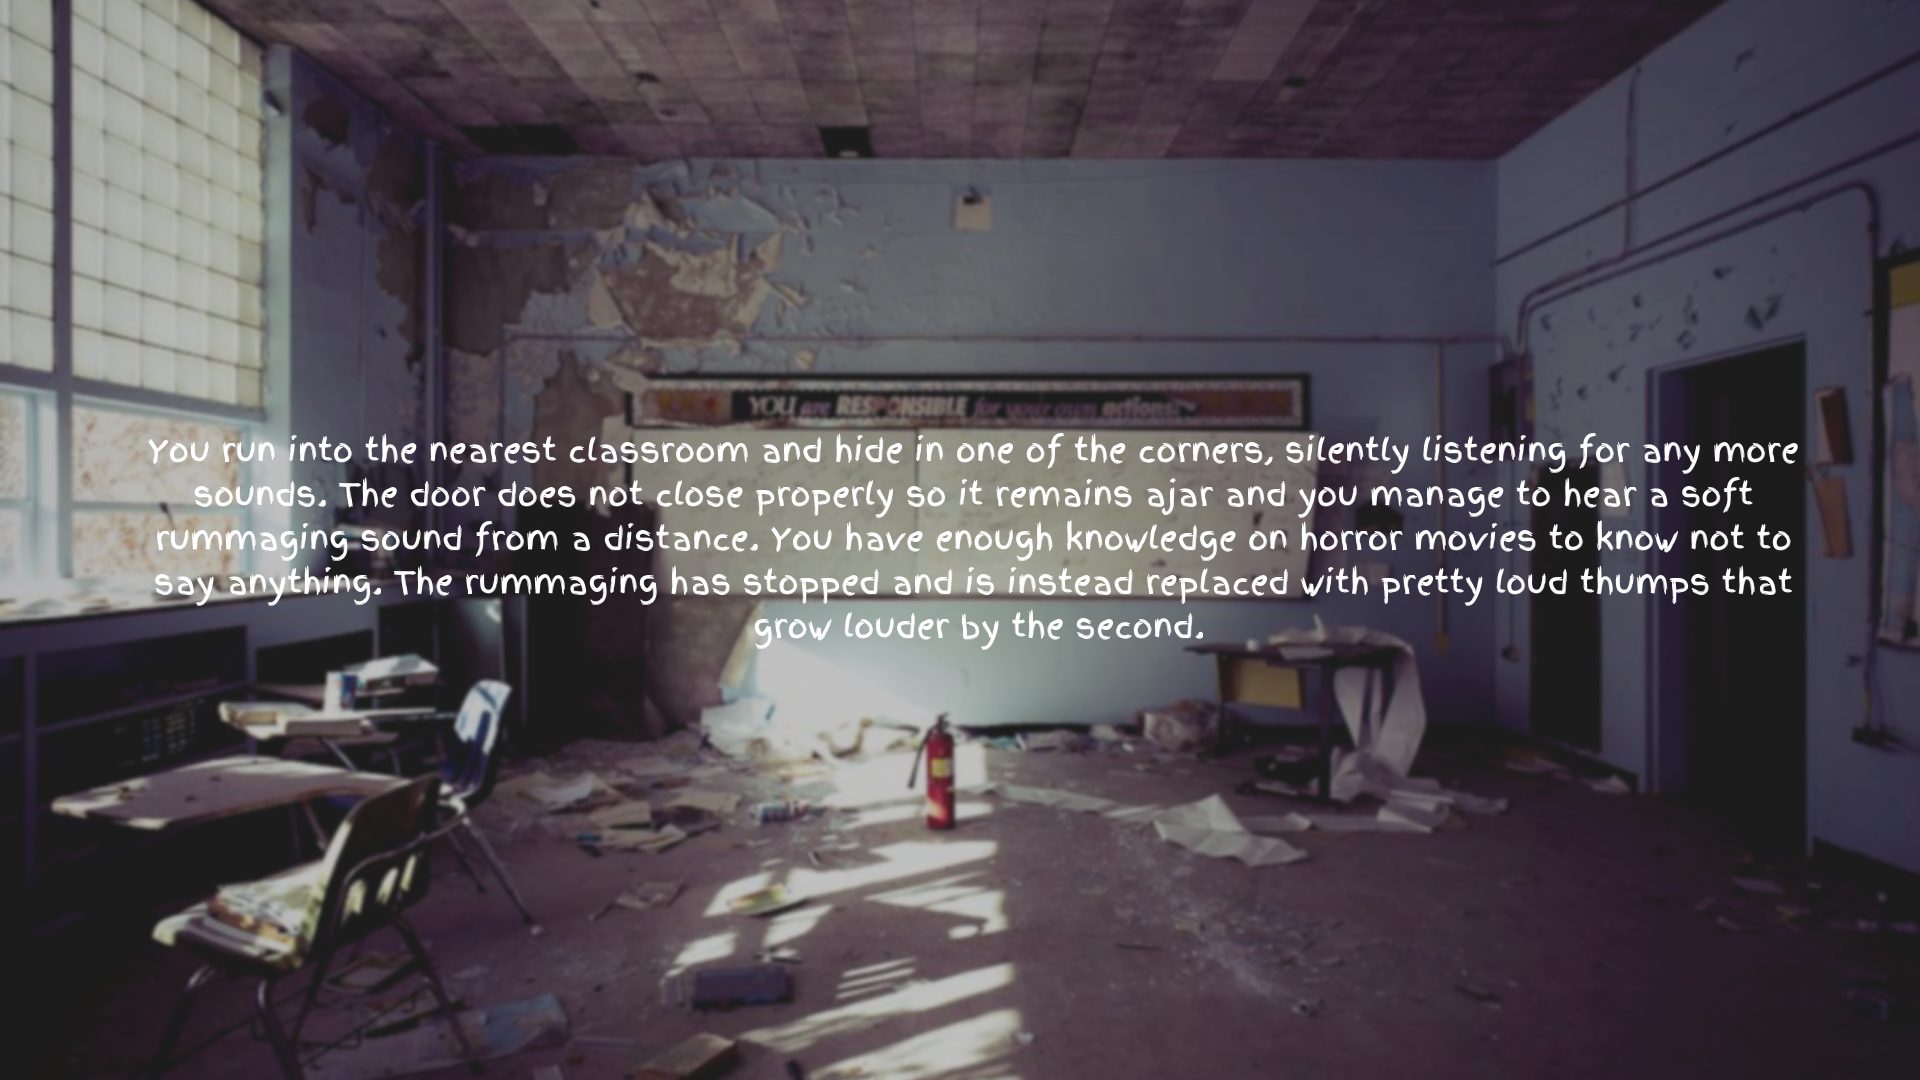 YOU are RESPONSIBLE for your own actions!
You run into the nearest classroom and hide in one of the corners, silently listening for any more
sounds. The door does not close properly so it remains ajar and you manage to hear a soft
rummaging sound from a distance. You have enough knowledge on horror movies to know not to
say anything. The rummaging has stopped and is instead replaced with pretty loud thumps that
grow louder by the second.